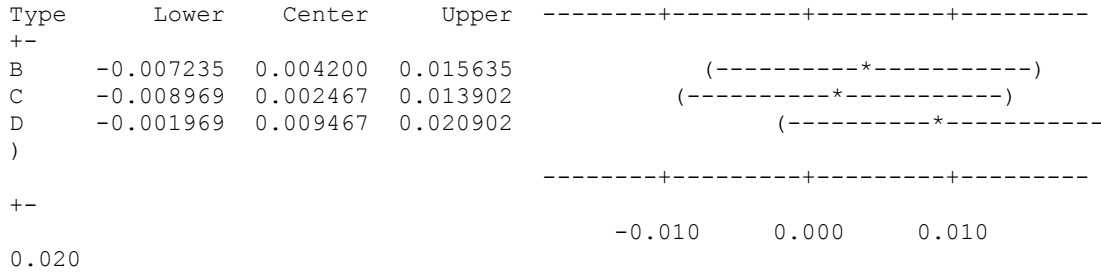 Type      Lower    Center     Upper  --------+---------+---------+---------
+-
B     -0.007235  0.004200  0.015635            (----------*-----------)
C     -0.008969  0.002467  0.013902          (----------*-----------)
D     -0.001969  0.009467  0.020902                 (----------*-----------
)
                                     --------+---------+---------+---------
+-
                                          -0.010     0.000     0.010
0.020